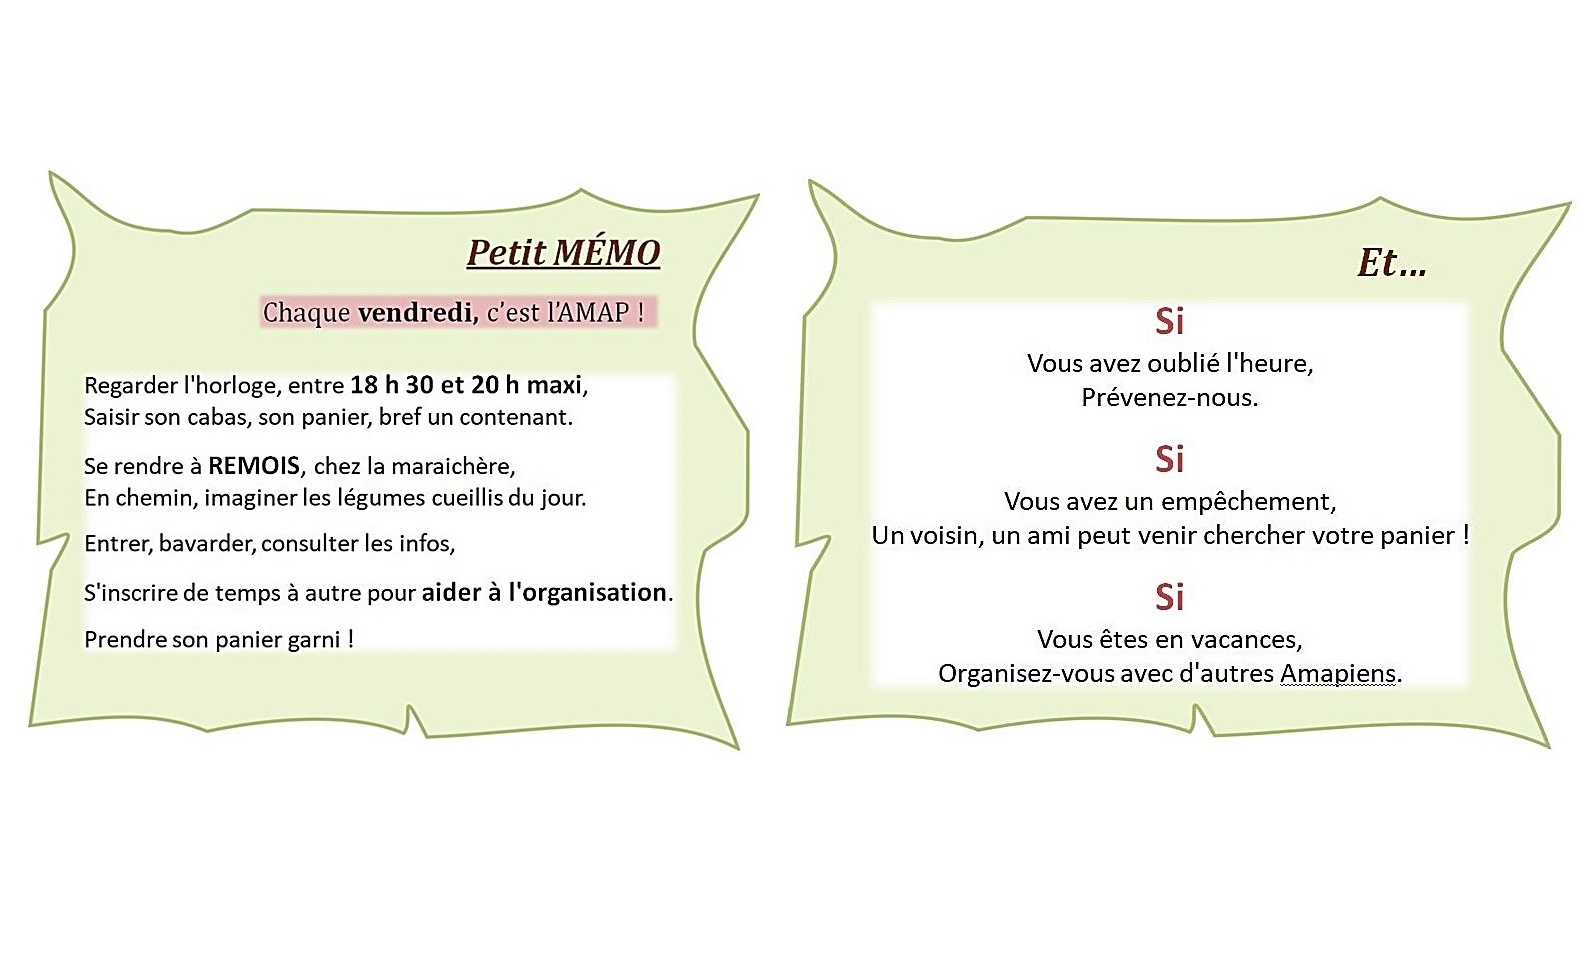 Petit MÉMO
Chaque vendredi, c’est l’AMAP !
Regarder l'horloge, entre 18 h 30 et 20 h maxi,
Saisir son cabas, son panier, bref un contenant.
Se rendre à REMOIS, chez la maraichère,
En chemin, imaginer les légumes cueillis du jour.
Entrer, bavarder, consulter les infos,
S'inscrire de temps à autre pour aider à l'organisation.
Prendre son panier garni !
Et...
Si
Vous avez oublié l'heure,
Prévenez-nous.
Si
Vous avez un empêchement,
Un voisin, un ami peut venir chercher votre panier !
Si
Vous êtes en vacances,
Organisez-vous avec d'autres Amapiens.